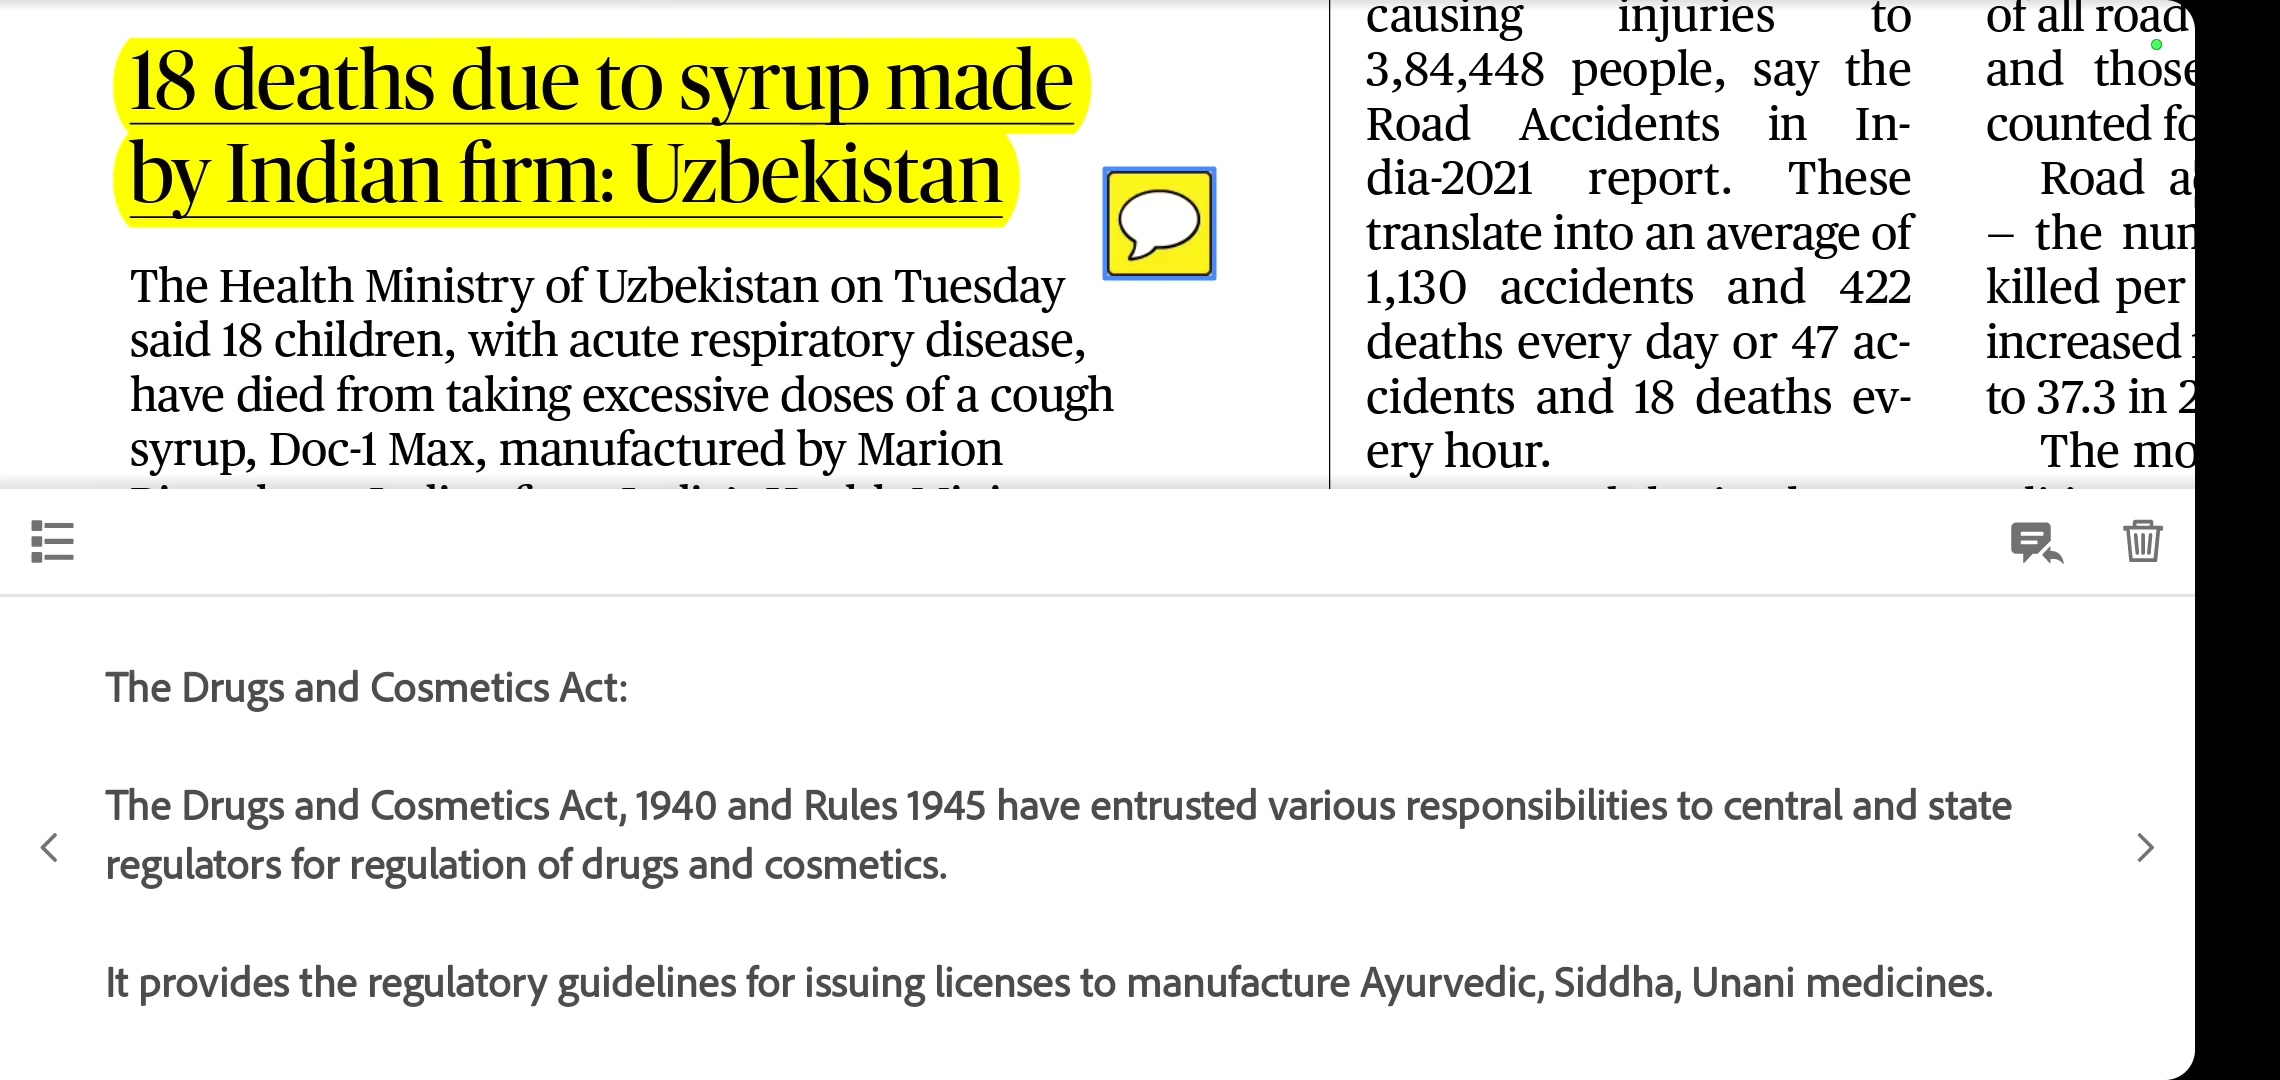 18 deaths due to syrup made
by Indian firm: Uzbekistan
The Health Ministry of Uzbekistan on Tuesday
said 18 children, with acute respiratory disease,
have died from taking excessive doses of a cough
syrup, Doc-1 Max, manufactured by Marion
causing injuries to
3,84,448 people, say the
Road Accidents in In-
dia-2021 report. These
translate into an average of
1,130 accidents and 422
deaths every day or 47 ac-
cidents and 18 deaths ev-
ery hour.
of all road
and those
counted
Road
– the
killed per
increased
to 37.3 in
The
The Drugs and Cosmetics Act:
The Drugs and Cosmetics Act, 1940 and Rules 1945 have entrusted various responsibilities to central and state
regulators for regulation of drugs and cosmetics.
It provides the regulatory guidelines for issuing licenses to manufacture Ayurvedic, Siddha, Unani medicines.